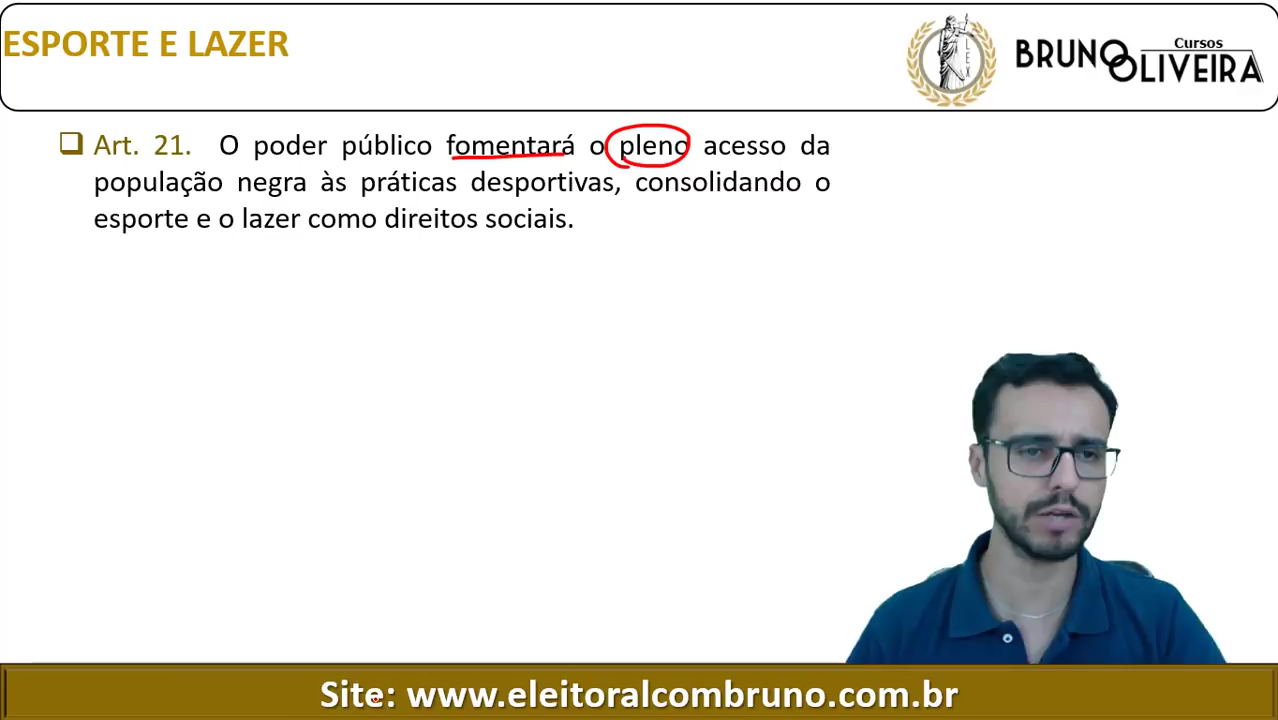 ESPORTE E LAZER
LEX
Cursos
BRUNO
OLIVEIRA
Art. 21. O poder público fomentará o pleno acesso da
população negra às práticas desportivas, consolidando o
esporte e o lazer como direitos sociais.
Site: www.eleitoralcombruno.com.br